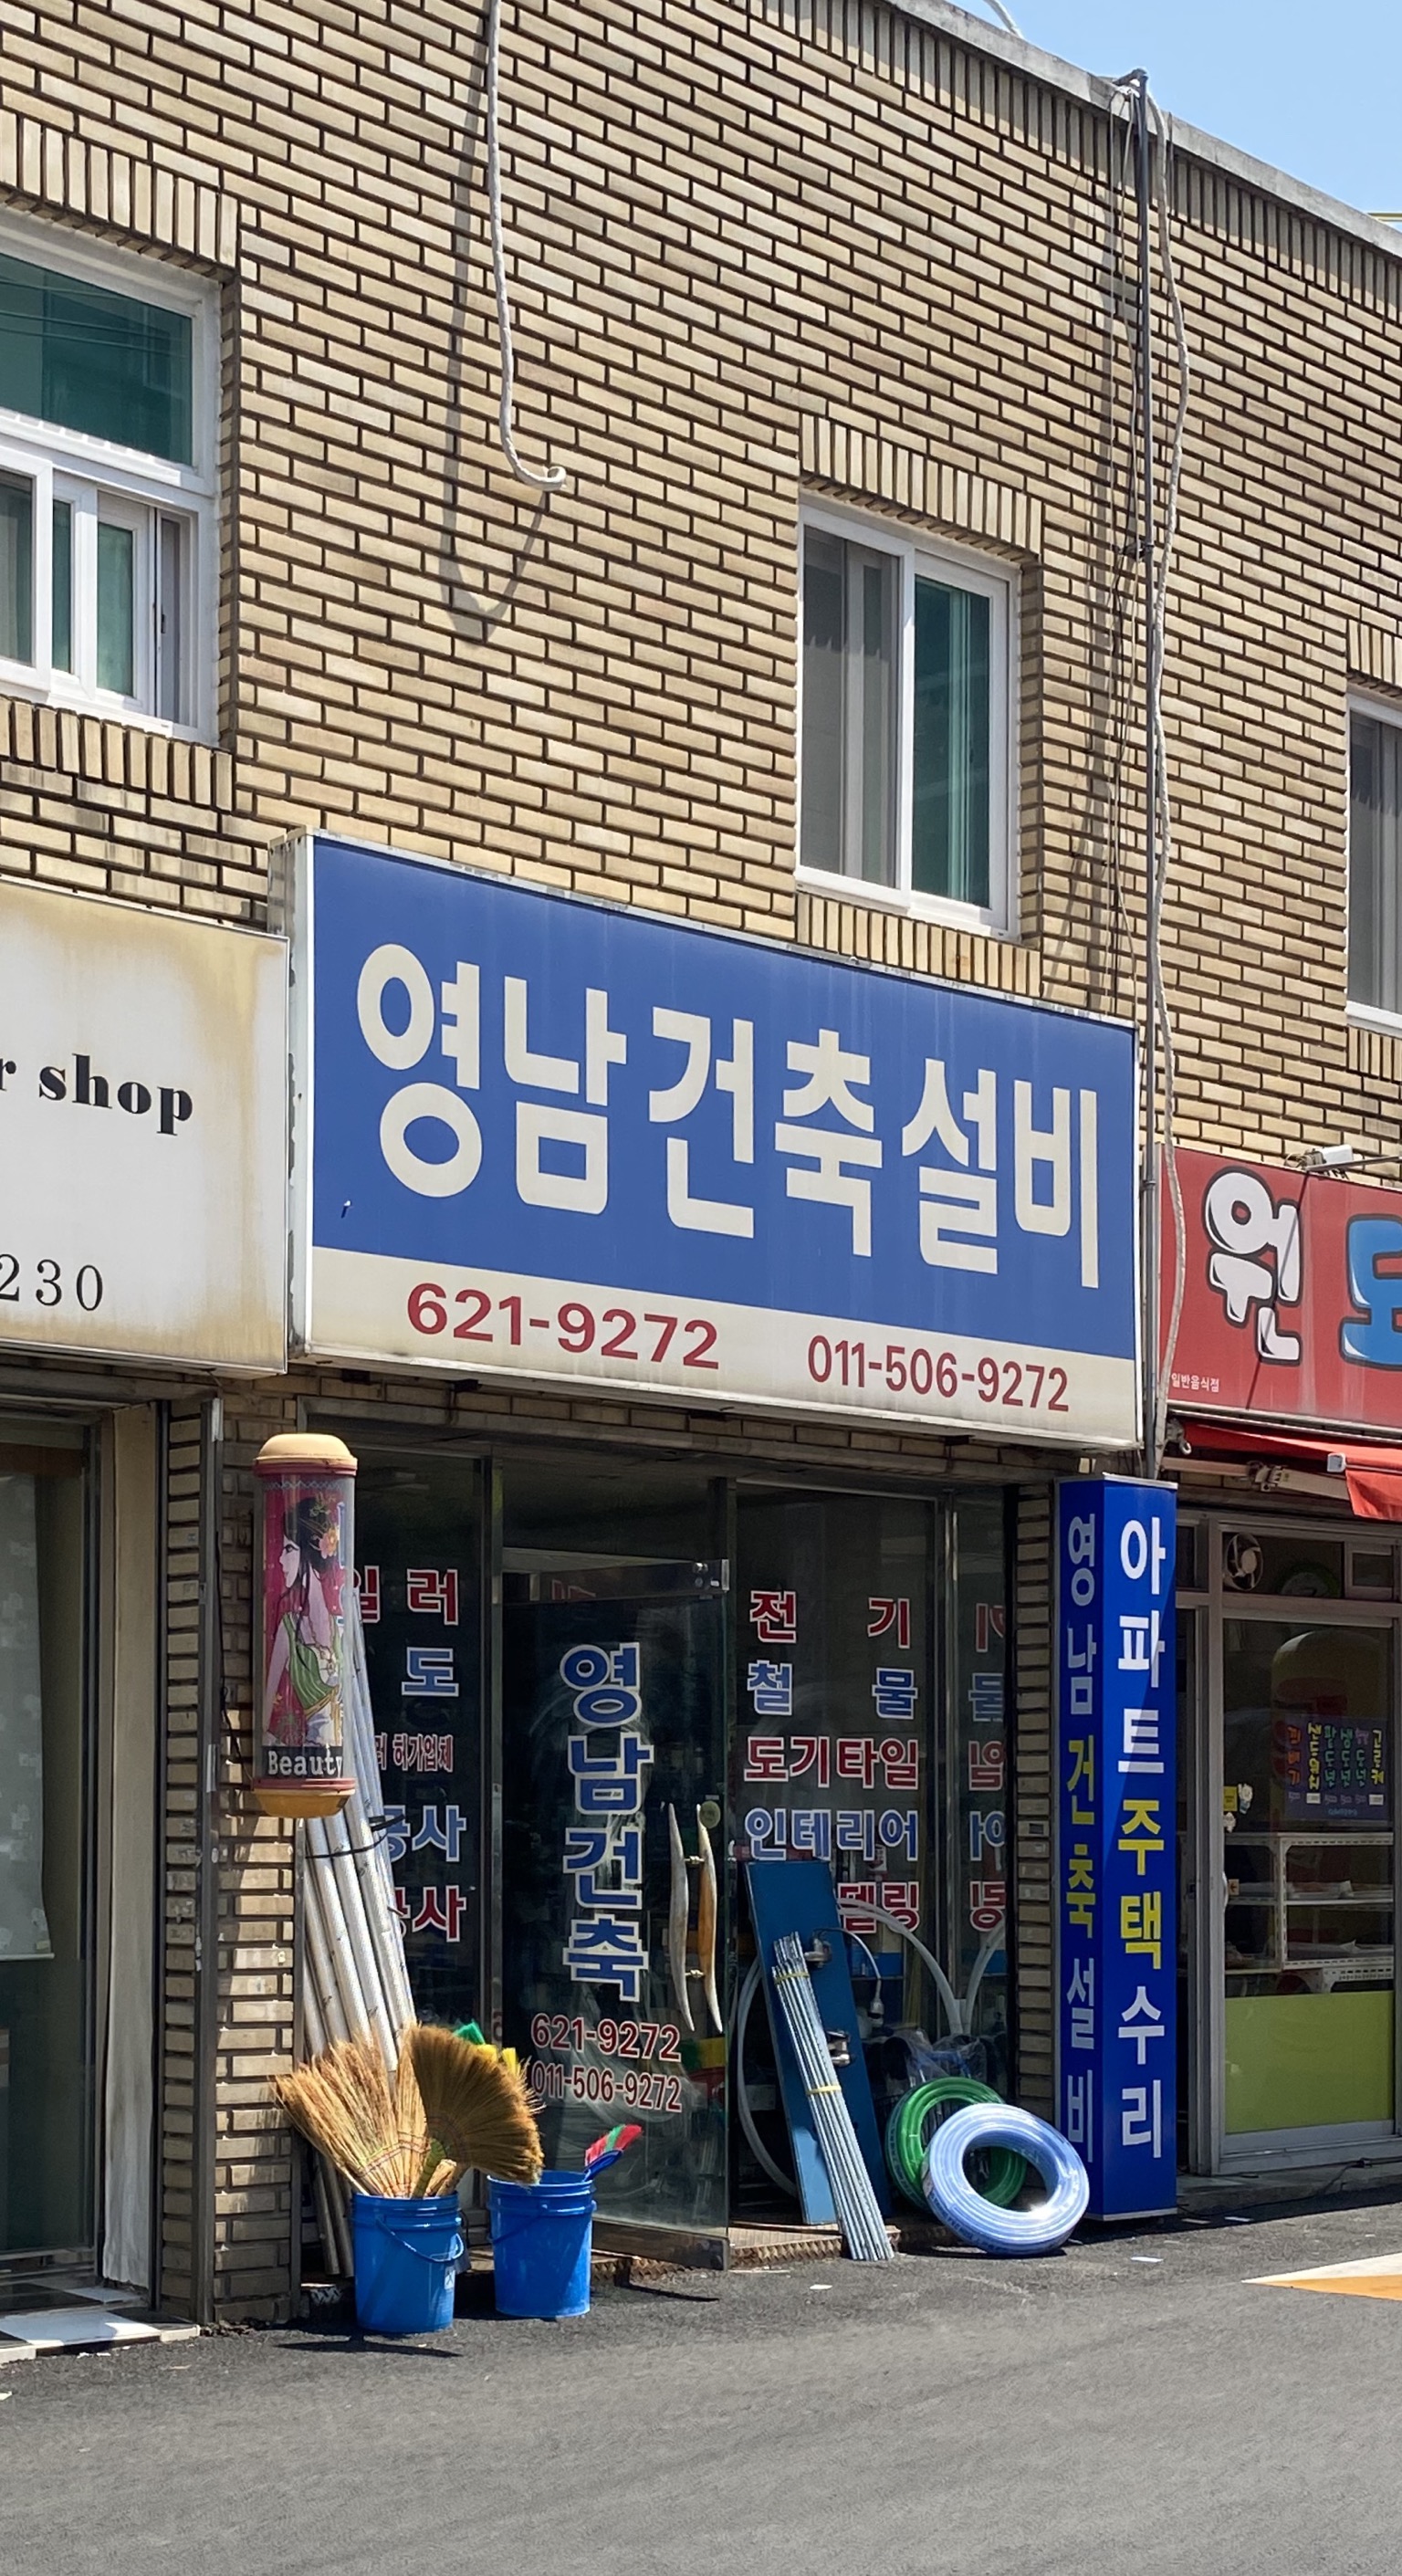 r shop
230
영남건축설비
621-9272 011-506-9272
원
일반음식점
Beauty
일러
도
허가업체
공사
사
영남건축
621-9272
011-506-9272
전기
철물
도기타일
인테리어
델링
영남건축설비
아파트주택수리